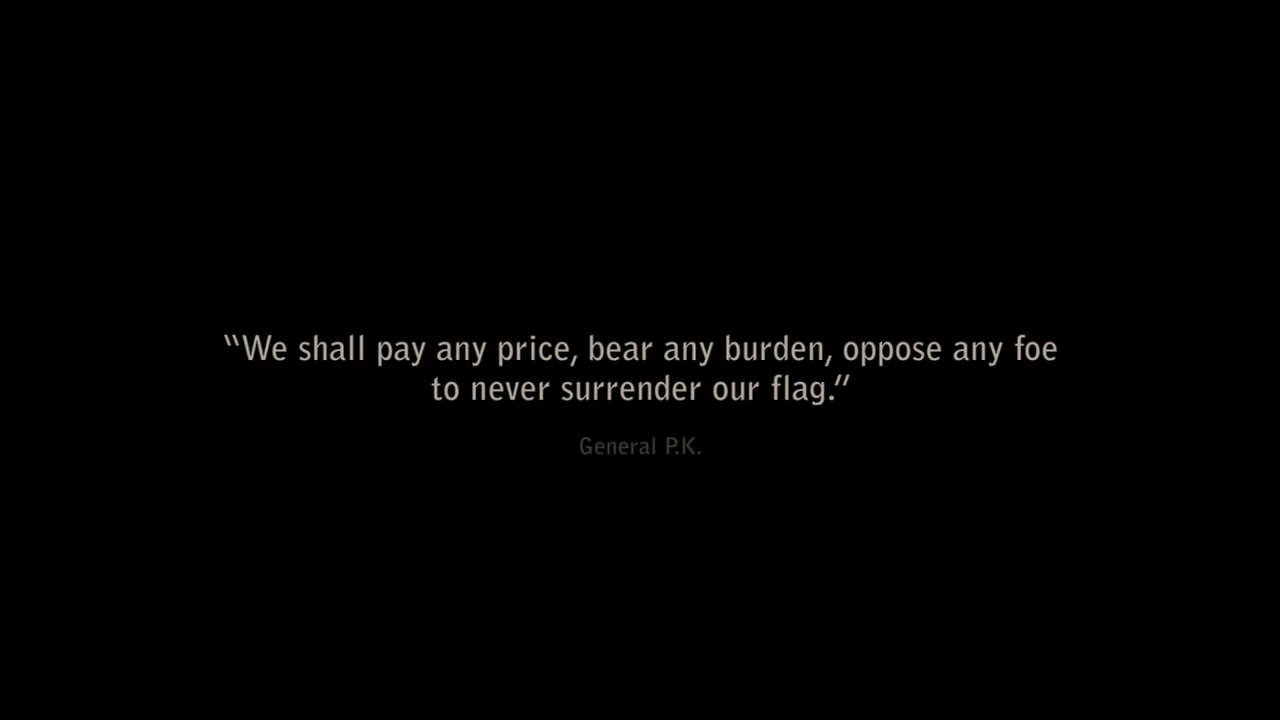 “We shall pay any price, bear any burden, oppose any foe
to never surrender our flag.”
General P.K.